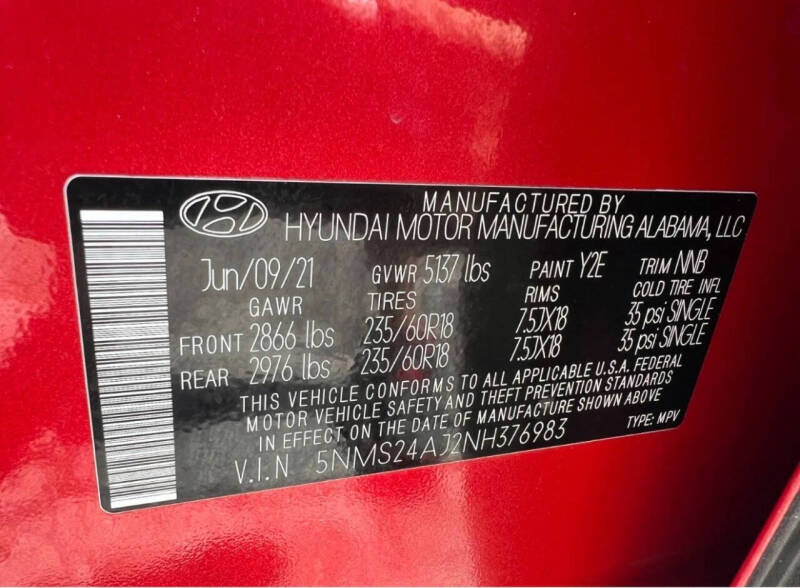 MANUFACTURED BY
HYUNDAI MOTOR MANUFACTURING ALABAMA, LLC
Jun/09/21 GVWR 5137 lbs PAINT Y2E TRIM NNB
GAWR TIRES RIMS COLD TIRE INFL
FRONT 2866 lbs 235/60R18 7.5JX18 35 psi SINGLE
REAR 2976 lbs 235/60R18 7.5JX18 35 psi SINGLE
THIS VEHICLE CONFORMS TO ALL APPLICABLE U.S.A. FEDERAL
MOTOR VEHICLE SAFETY AND THEFT PREVENTION STANDARDS
IN EFFECT ON THE DATE OF MANUFACTURE SHOWN ABOVE
V.I.N 5NMS24AJ2NH376983 TYPE: MPV